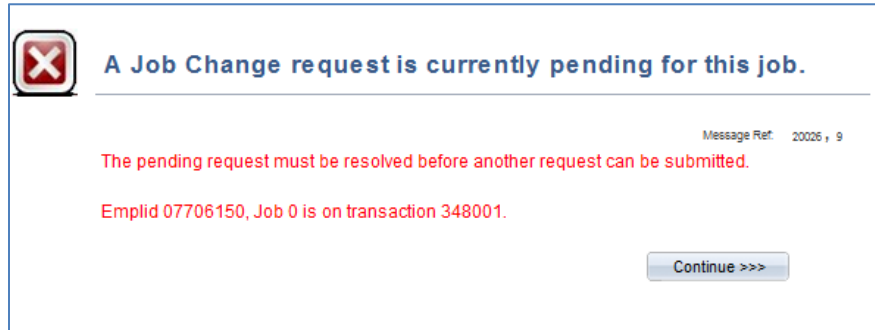 A Job Change request is currently pending for this job.
Message Ref: 20026 , 9
The pending request must be resolved before another request can be submitted.
Emplid 07706150, Job 0 is on transaction 348001.
Continue >>>